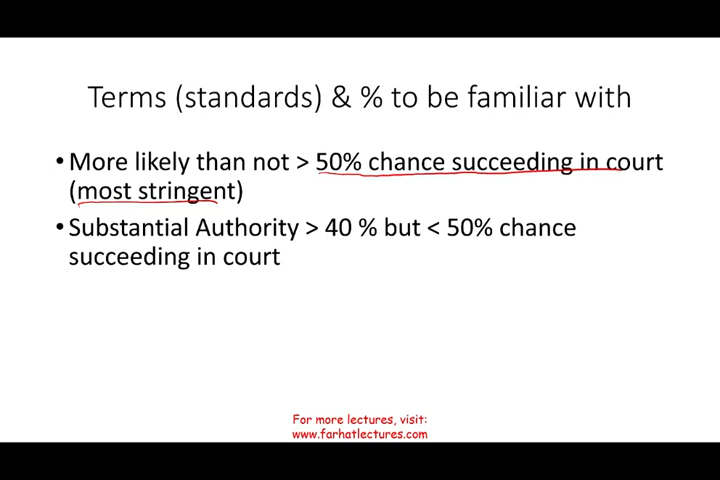 Terms (standards) & % to be familiar with
• More likely than not > 50% chance succeeding in court
(most stringent)
• Substantial Authority > 40 % but < 50% chance
succeeding in court
For more lectures, visit:
www.farhatlectures.com